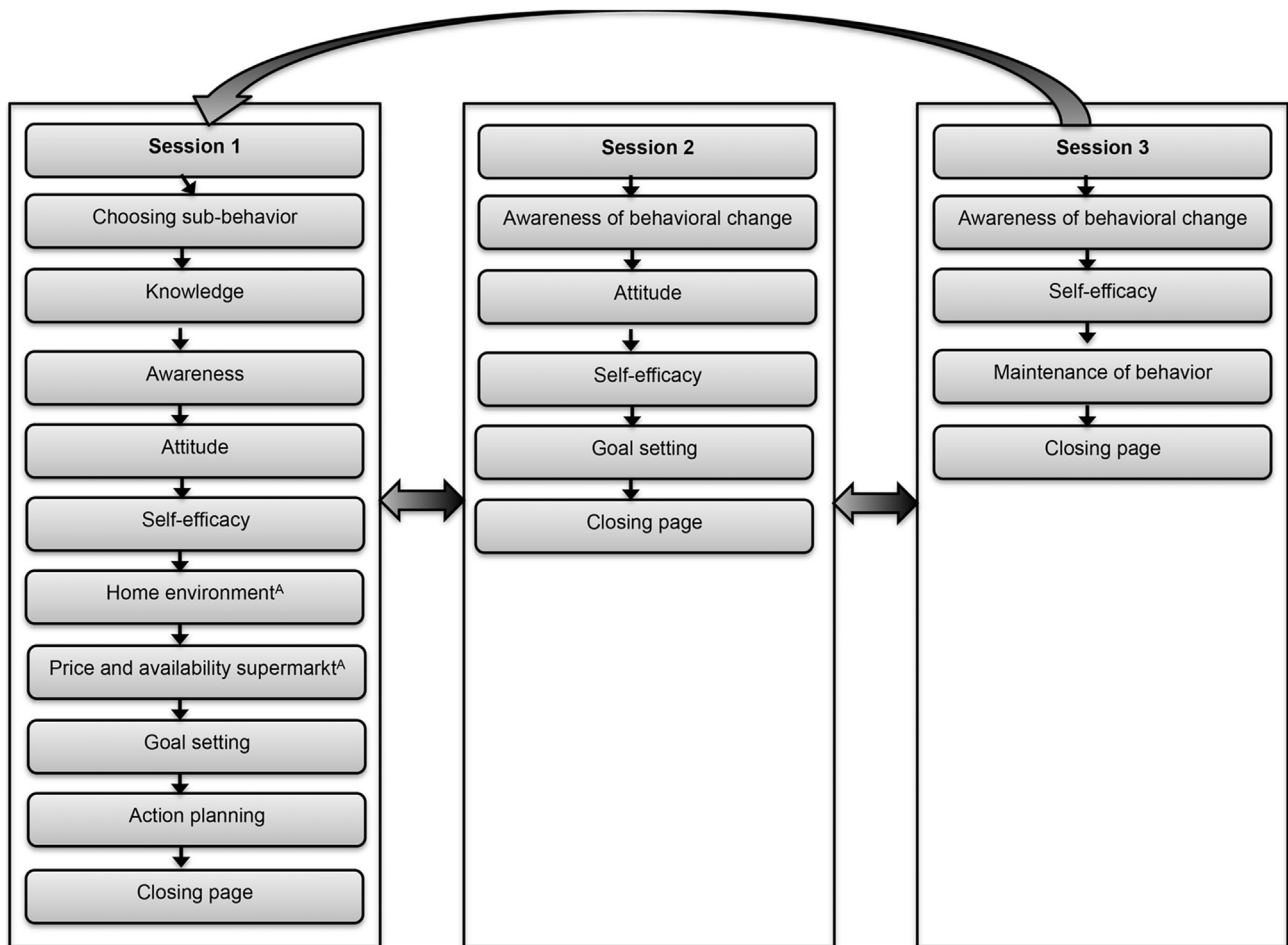 Session 1
Choosing sub-behavior
Knowledge
Awareness
Attitude
Self-efficacy
Home environmentᴬ
Price and availability supermarktᴬ
Goal setting
Action planning
Closing page
Session 2
Awareness of behavioral change
Attitude
Self-efficacy
Goal setting
Closing page
Session 3
Awareness of behavioral change
Self-efficacy
Maintenance of behavior
Closing page